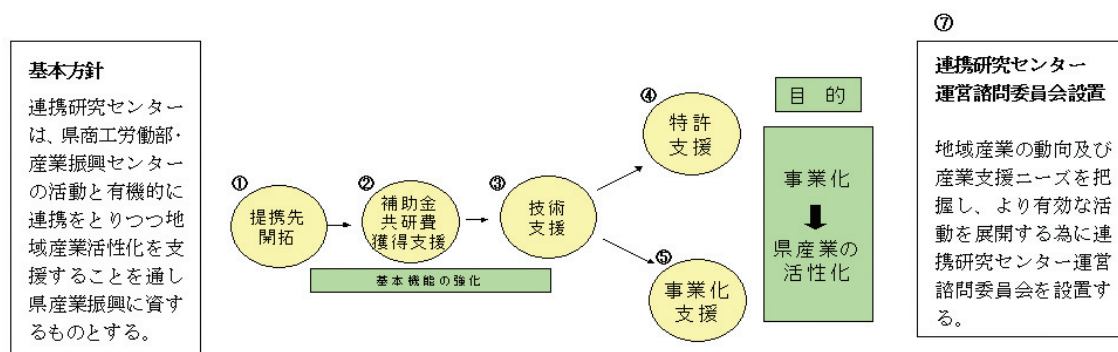 基本方針
連携研究センター
は、県商工労働部・
産業振興センター
の活動と有機的に
連携をとりつつ地
域産業活性化を支
援することを通し
県産業振興に資す
るものとする。
①
提携先
開拓
②
補助金
共研費
獲得支援
③
技術
支援
基本機能の強化
④
特許
支援
⑤
事業化
支援
目的
事業化
県産業の
活性化
⑦
連携研究センター
運営諮問委員会設置
地域産業の動向及び
産業支援ニーズを把
握し、より有効な活
動を展開する為に連
携研究センター運営
諮問委員会を設置す
る。